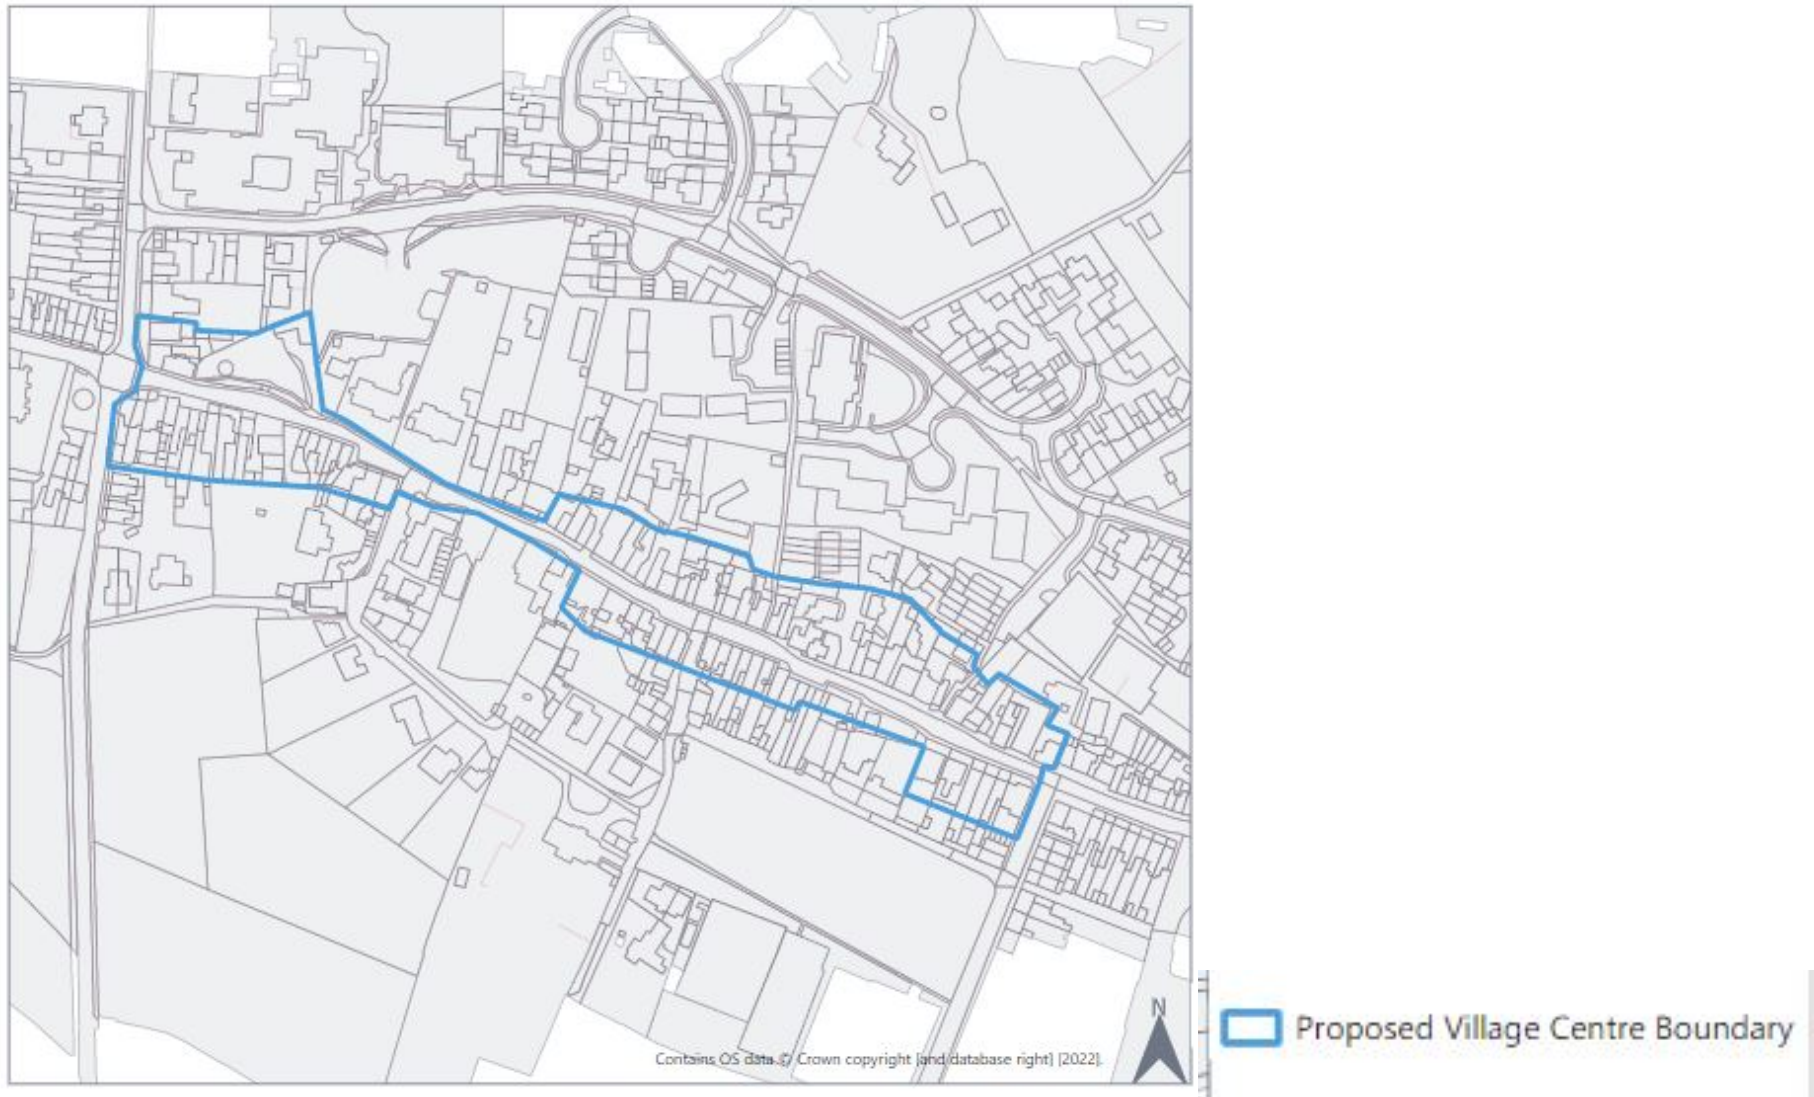 N
Contains OS data © Crown copyright [and database right] [2022].
Proposed Village Centre Boundary